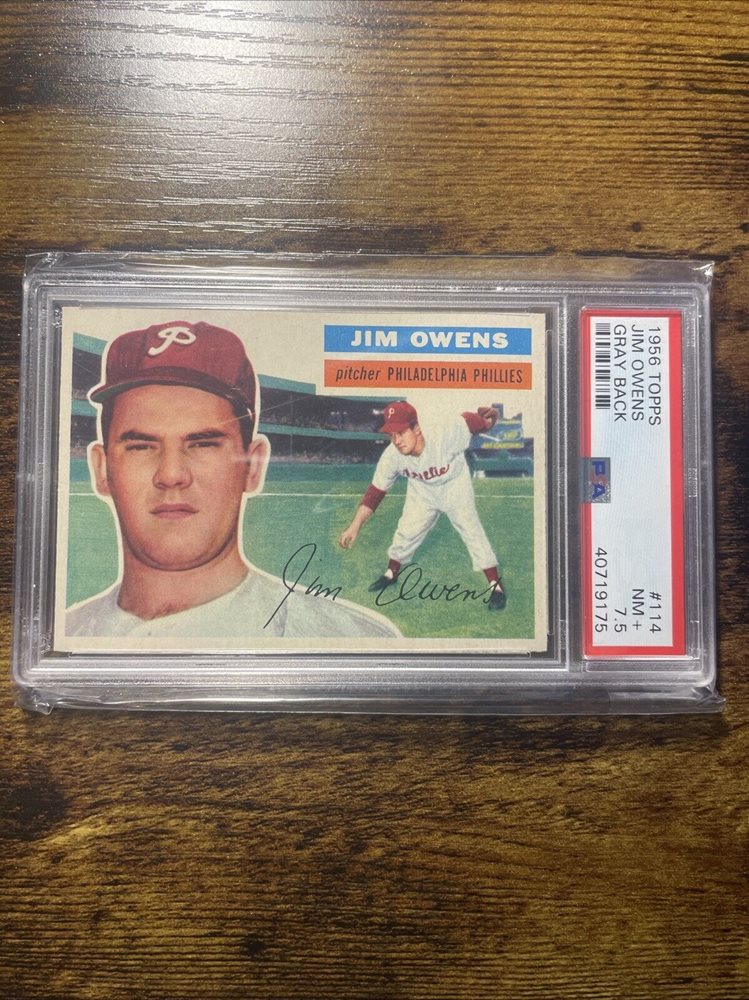 JIM OWENS
pitcher PHILADELPHIA PHILLIES
P
P
Phillies
Jim Owens
1956 TOPPS
JIM OWENS
GRAY BACK
#114
NM+
7.5
40719175
PSA